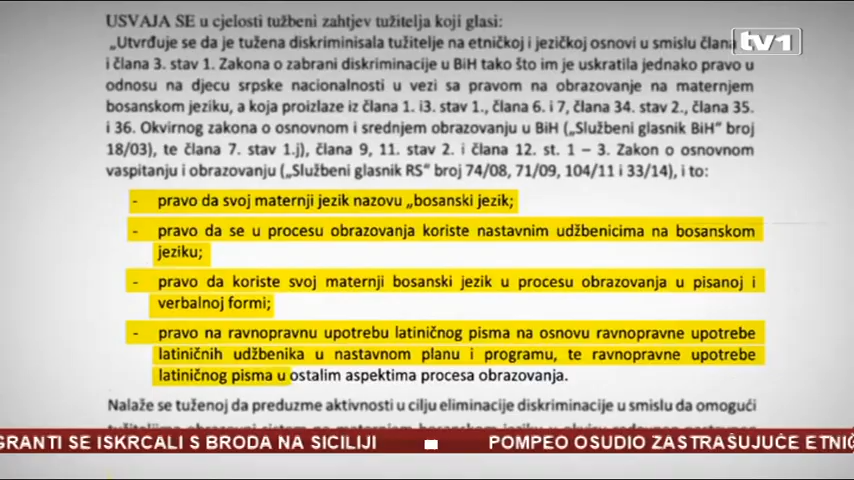 USVAJA SE u cjelosti tužbeni zahtjev tužitelja koji glasi:
„Utvrđuje se da je tužena diskriminisala tužitelje na etničkoj i jezičkoj osnovi u smislu člana
i člana 3. stav 1. Zakona o zabrani diskriminacije u BiH tako što im je uskratila jednako pravo u
odnosu na djecu srpske nacionalnosti u vezi sa pravom na obrazovanje na maternjem
bosanskom jeziku, a koja proizlaze iz člana 1. i3. stav 1., člana 6. i 7, člana 34. stav 2., člana 35.
i 36. Okvirnog zakona o osnovnom i srednjem obrazovanju u BiH („Službeni glasnik BiH“ broj
18/03), te člana 7. stav 1.j), člana 9, 11. stav 2. i člana 12. st. 1 – 3. Zakon o osnovnom
vaspitanju i obrazovanju („Službeni glasnik RS“ broj 74/08, 71/09, 104/11 i 33/14), i to:
- pravo da svoj maternji jezik nazovu „bosanski jezik;
- pravo da se u procesu obrazovanja koriste nastavnim udžbenicima na bosanskom
jeziku;
- pravo da koriste svoj maternji bosanski jezik u procesu obrazovanja u pisanoj i
verbalnoj formi;
- pravo na ravnopravnu upotrebu latiničnog pisma na osnovu ravnopravne upotrebe
latiničnih udžbenika u nastavnom planu i programu, te ravnopravne upotrebe
latiničnog pisma u ostalim aspektima procesa obrazovanja.
Nalaže se tuženoj da preduzme aktivnosti u cilju eliminacije diskriminacije u smislu da omogući
tv1
GRANTI SE ISKRCALI S BRODA NA SICILIJI POMPEO OSUDIO ZASTRAŠUJUĆE ETNIČ